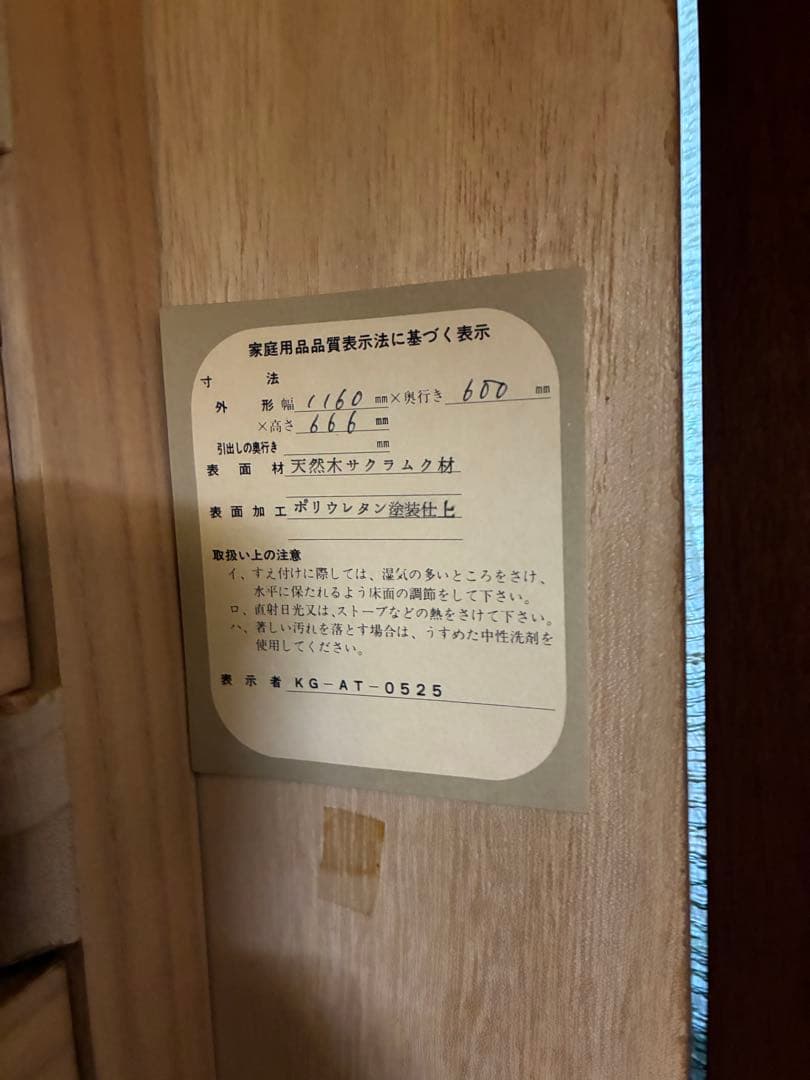 家庭用品品質表示法に基づく表示
寸法
外形 幅 1160 mm × 奥行き 600 mm
×高さ 666 mm
引出しの奥行き mm
表面材 天然木サクラムク材
表面加工 ポリウレタン塗装仕上
取扱い上の注意
イ、すえ付けに際しては、湿気の多いところをさけ、
水平に保たれるよう床面の調節をして下さい。
ロ、直射日光又は、ストーブなどの熱をさけて下さい。
ハ、著しい汚れを落とす場合は、うすめた中性洗剤を
使用してください。
表示者 KG-AT-0525